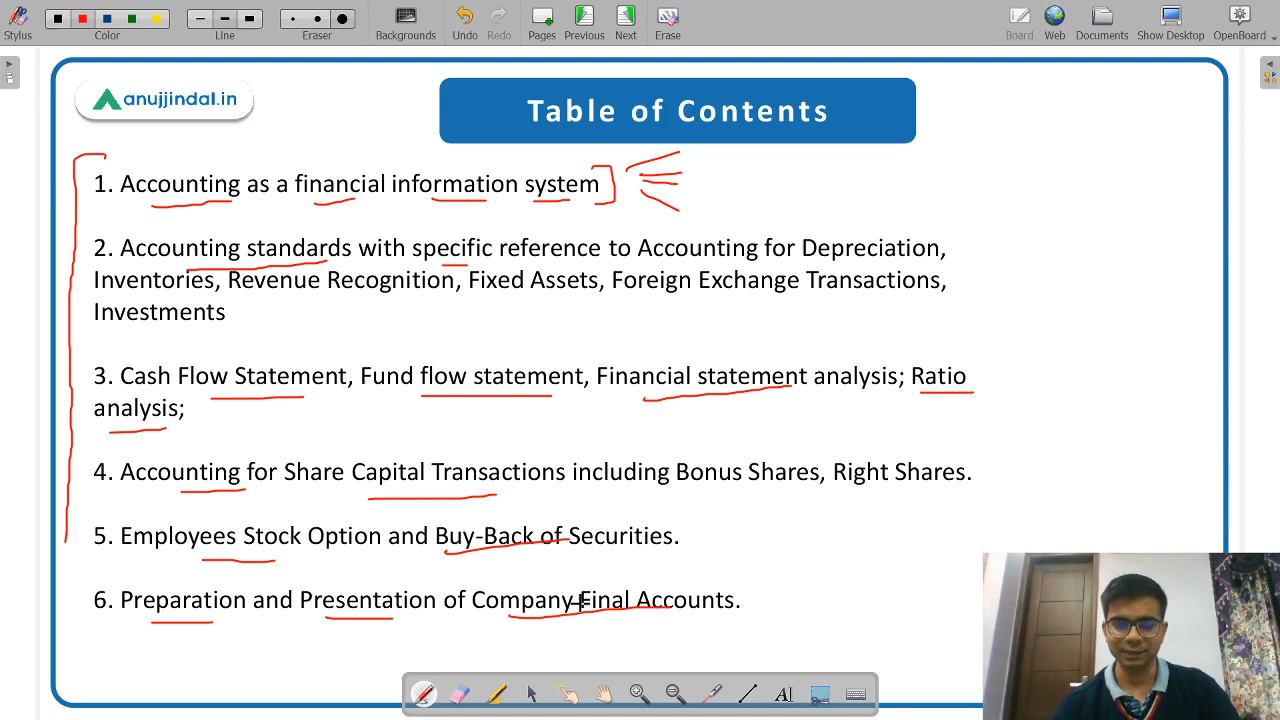 Stylus
Color
Line
Eraser
Backgrounds
Undo
Redo
Pages
Previous
Next
Erase
Board
Web
Documents
Show Desktop
OpenBoard
anujjindal.in
Table of Contents
1. Accounting as a financial information system
2. Accounting standards with specific reference to Accounting for Depreciation,
Inventories, Revenue Recognition, Fixed Assets, Foreign Exchange Transactions,
Investments
3. Cash Flow Statement, Fund flow statement, Financial statement analysis; Ratio
analysis;
4. Accounting for Share Capital Transactions including Bonus Shares, Right Shares.
5. Employees Stock Option and Buy-Back of Securities.
6. Preparation and Presentation of Company Final Accounts.